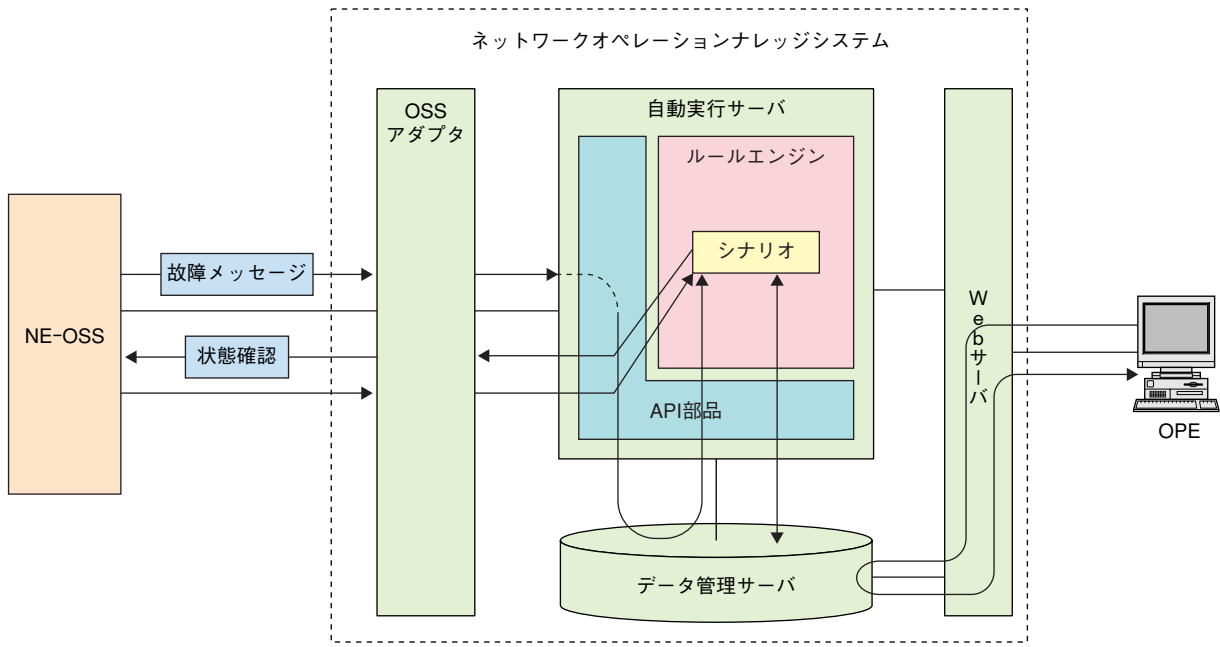 ネットワークオペレーションナレッジシステム
OSS
アダプタ
自動実行サーバ
ルールエンジン
シナリオ
故障メッセージ
NE-OSS
状態確認
API部品
Webサーバ
OPE
データ管理サーバ